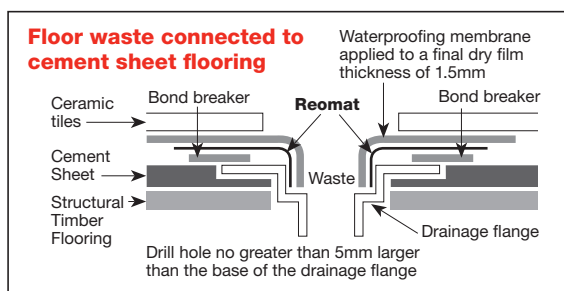 Floor waste connected to
cement sheet flooring
Waterproofing membrane
applied to a final dry film
thickness of 1.5mm
Ceramic
tiles
Bond breaker
Reomat
Bond breaker
Cement
Sheet
Waste
Structural
Timber
Flooring
Drainage flange
Drill hole no greater than 5mm larger
than the base of the drainage flange